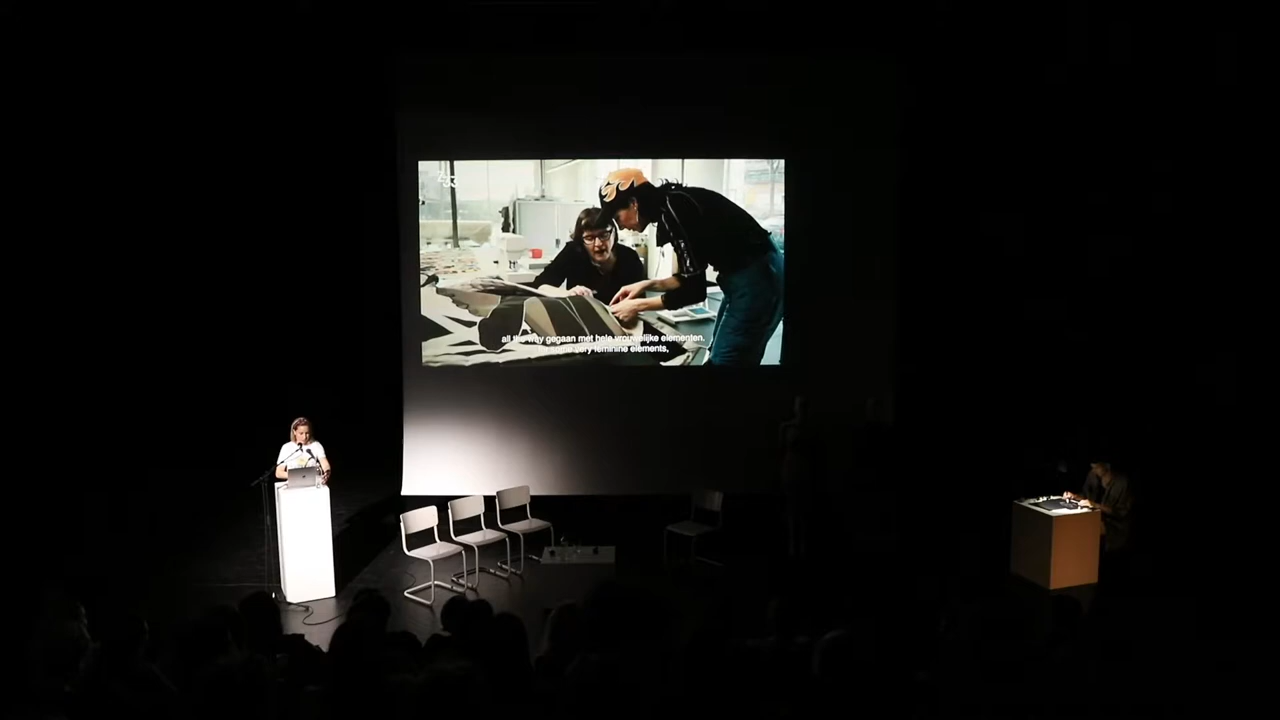 all the way gegaan met hele vrouwelijke elementen.
very feminine elements,